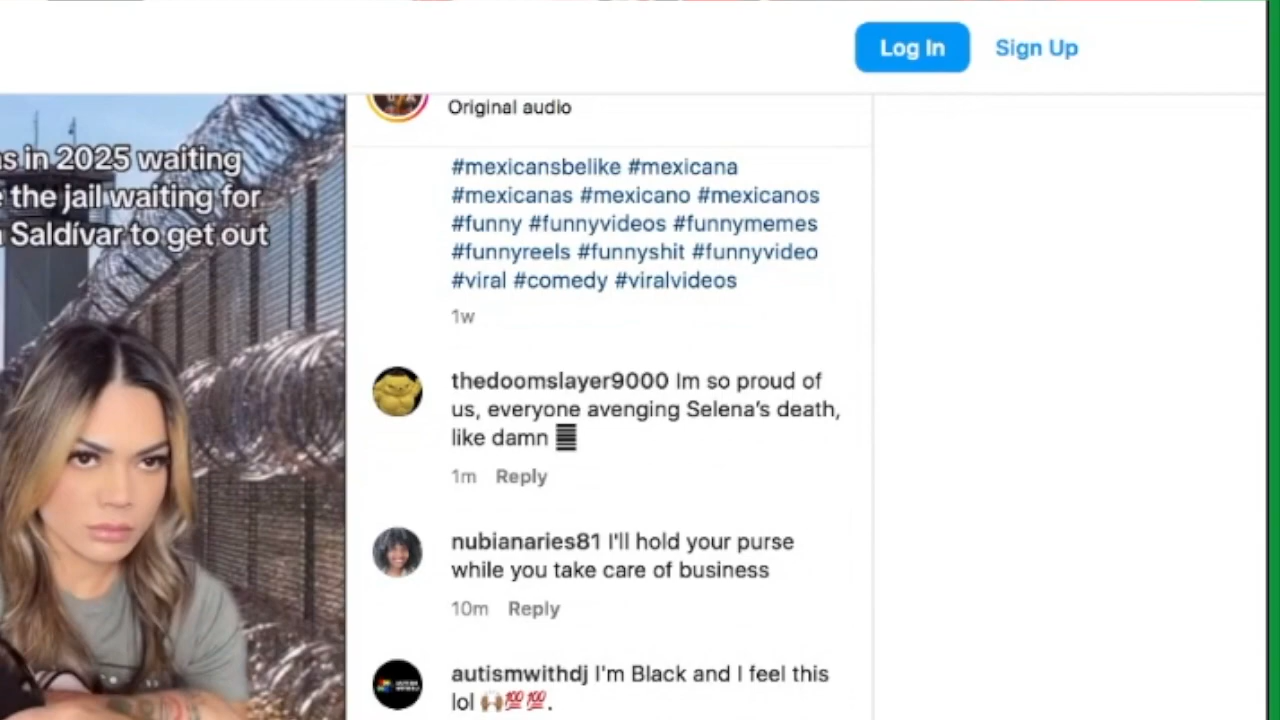 Log In
Sign Up
Original audio
in 2025 waiting
the jail waiting for
Saldívar to get out
#mexicansbelike #mexicana
#mexicanas #mexicano #mexicanos
#funny #funnyvideos #funnymemes
#funnyreels #funnyshit #funnyvideo
#viral #comedy #viralvideos
1w
thedoomslayer9000 Im so proud of
us, everyone avenging Selena's death,
like damn
1m Reply
nubianaries81 I'll hold your purse
while you take care of business
10m Reply
autismwithdj I'm Black and I feel this
lol 🙌🏽💯💯.